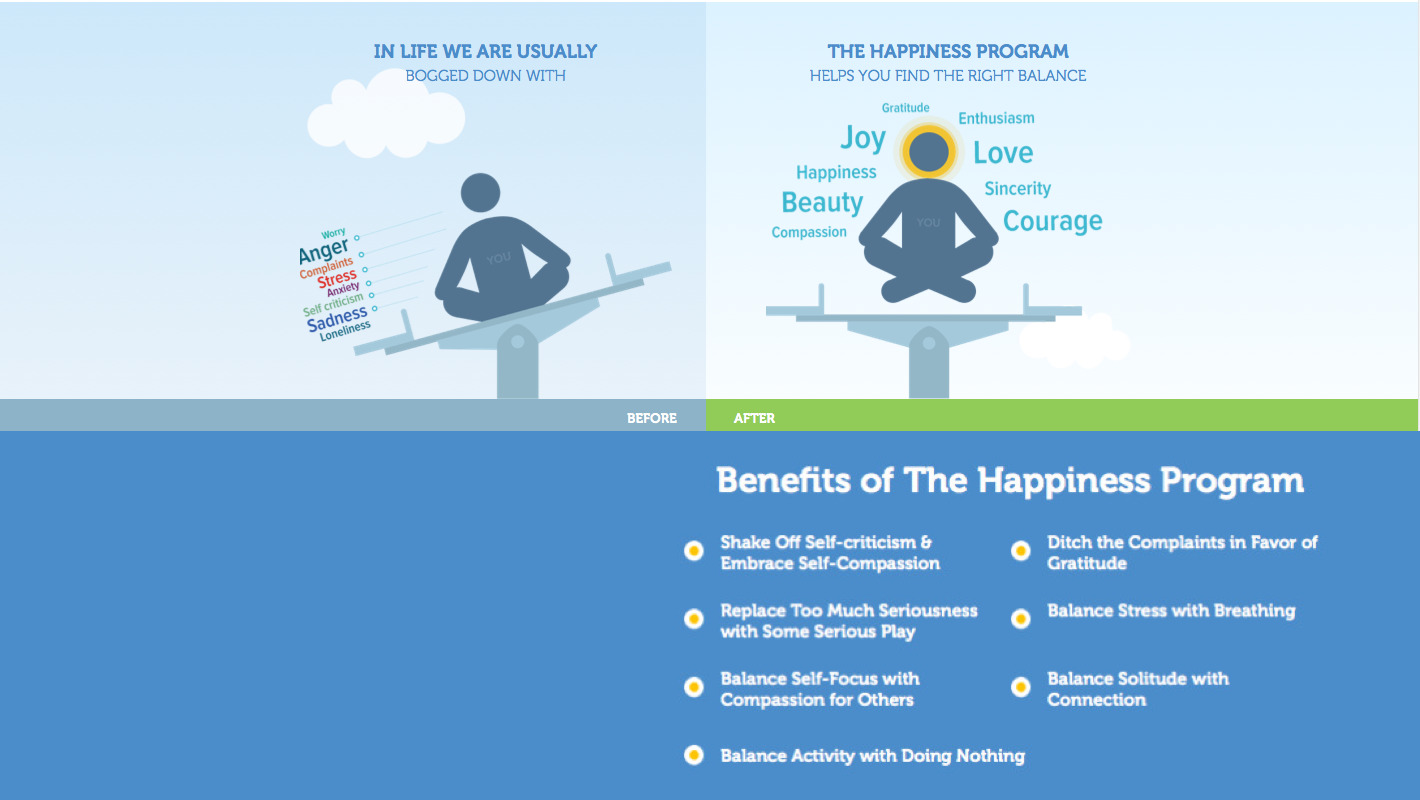 IN LIFE WE ARE USUALLY
BOGGED DOWN WITH
Worry
Anger
Complaints
Stress
Anxiety
Self criticism
Sadness
Loneliness
YOU
BEFORE
THE HAPPINESS PROGRAM
HELPS YOU FIND THE RIGHT BALANCE
Gratitude
Enthusiasm
Joy
Love
Happiness
Sincerity
Beauty
Courage
Compassion
YOU
AFTER
Benefits of The Happiness Program
Shake Off Self-criticism &
Embrace Self-Compassion
Ditch the Complaints in Favor of
Gratitude
Replace Too Much Seriousness
with Some Serious Play
Balance Stress with Breathing
Balance Self-Focus with
Compassion for Others
Balance Solitude with
Connection
Balance Activity with Doing Nothing